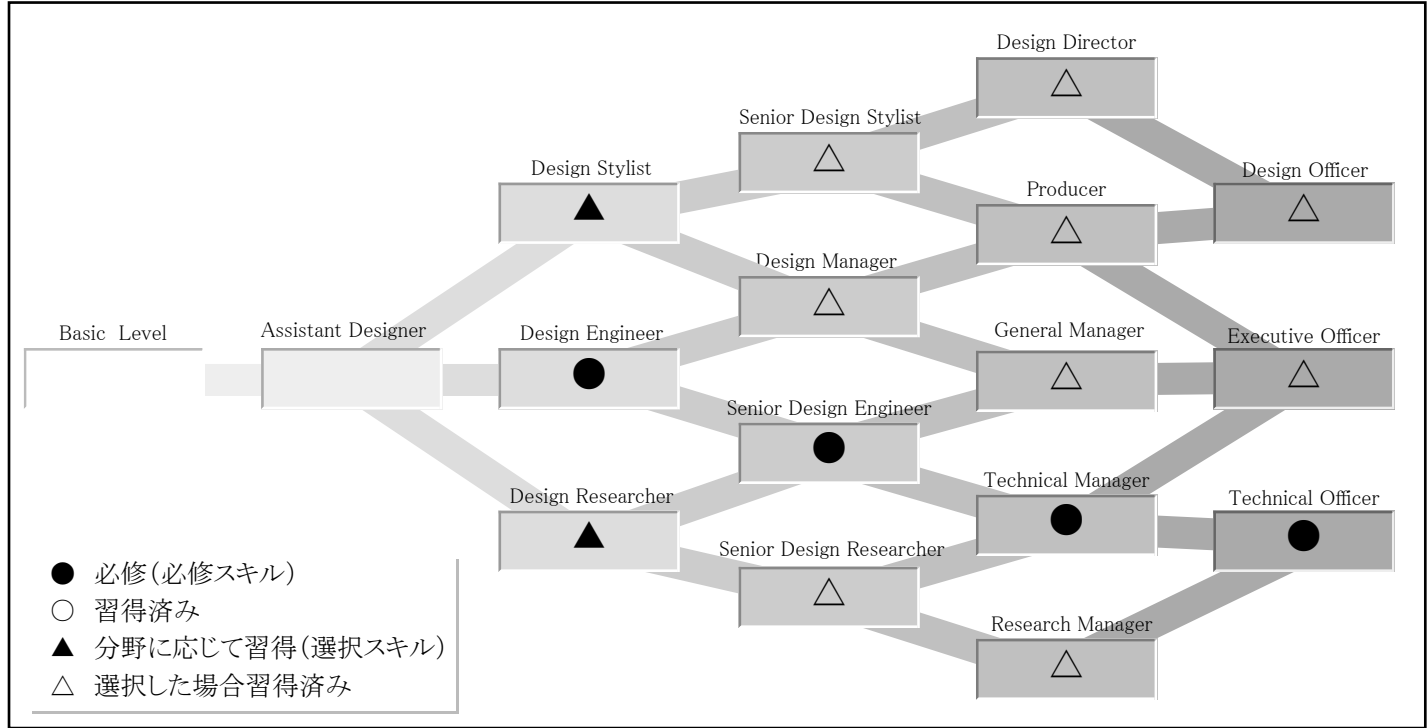 Design Director
△
Senior Design Stylist
△
Design Stylist
▲
Producer
△
Design Officer
△
Design Manager
△
Basic Level
Assistant Designer
Design Engineer
●
General Manager
△
Executive Officer
△
Senior Design Engineer
●
Design Researcher
▲
Technical Manager
●
Technical Officer
●
Senior Design Researcher
△
Research Manager
△
● 必修(必修スキル)
○ 習得済み
▲ 分野に応じて習得(選択スキル)
△ 選択した場合習得済み